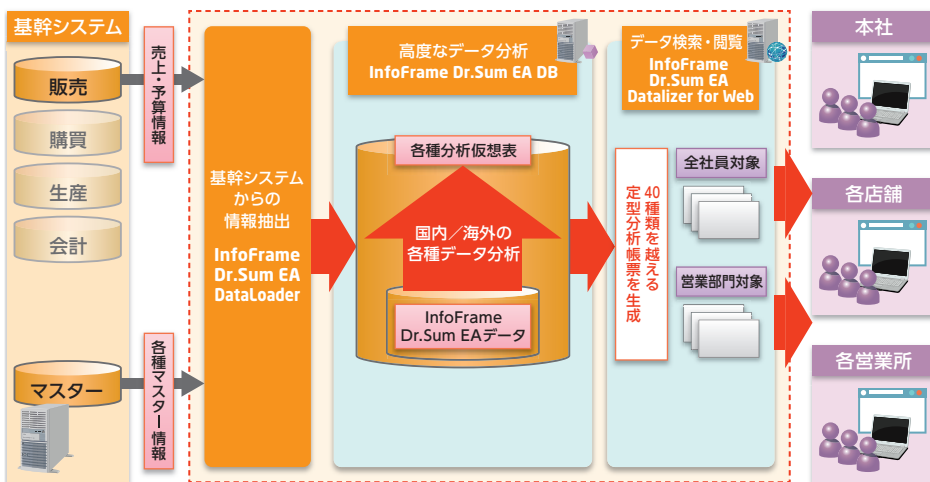 基幹システム
販売
購買
生産
会計
マスター
売上・予算情報
各種マスター情報
基幹システム
からの
情報抽出
InfoFrame
Dr.Sum EA
DataLoader
高度なデータ分析
InfoFrame Dr.Sum EA DB
各種分析仮想表
国内／海外の
各種データ分析
InfoFrame
Dr.Sum EAデータ
データ検索・閲覧
InfoFrame
Dr.Sum EA
Datalizer for Web
40種類を越える
定型分析帳票を生成
全社員対象
営業部門対象
本社
各店舗
各営業所